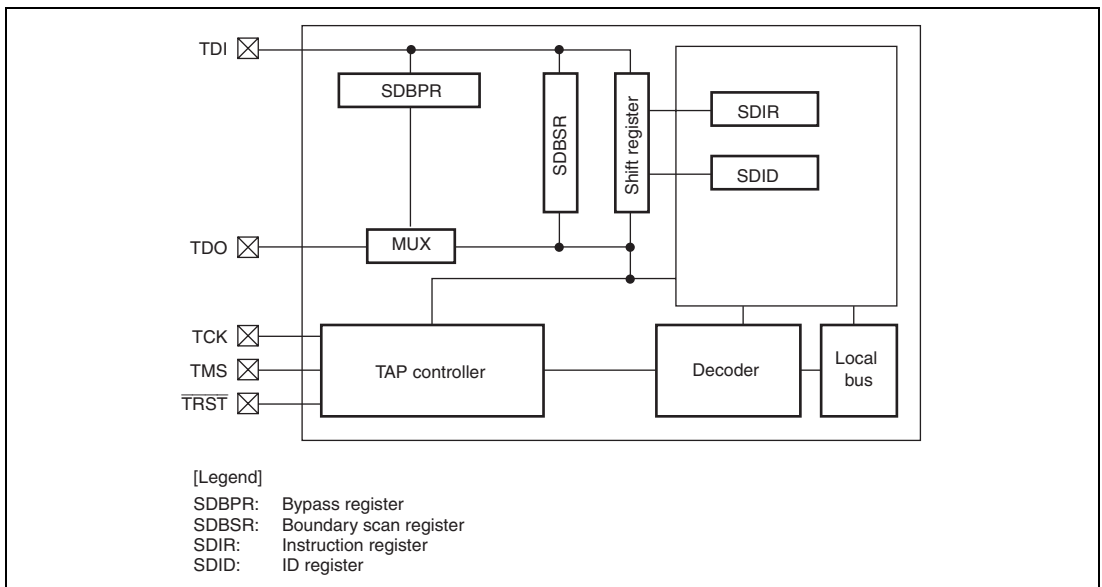 TDI
SDBPR
SDBSR
Shift register
SDIR
SDID
TDO
MUX
TCK
TMS
TRST
TAP controller
Decoder
Local
bus
[Legend]
SDBPR: Bypass register
SDBSR: Boundary scan register
SDIR: Instruction register
SDID: ID register